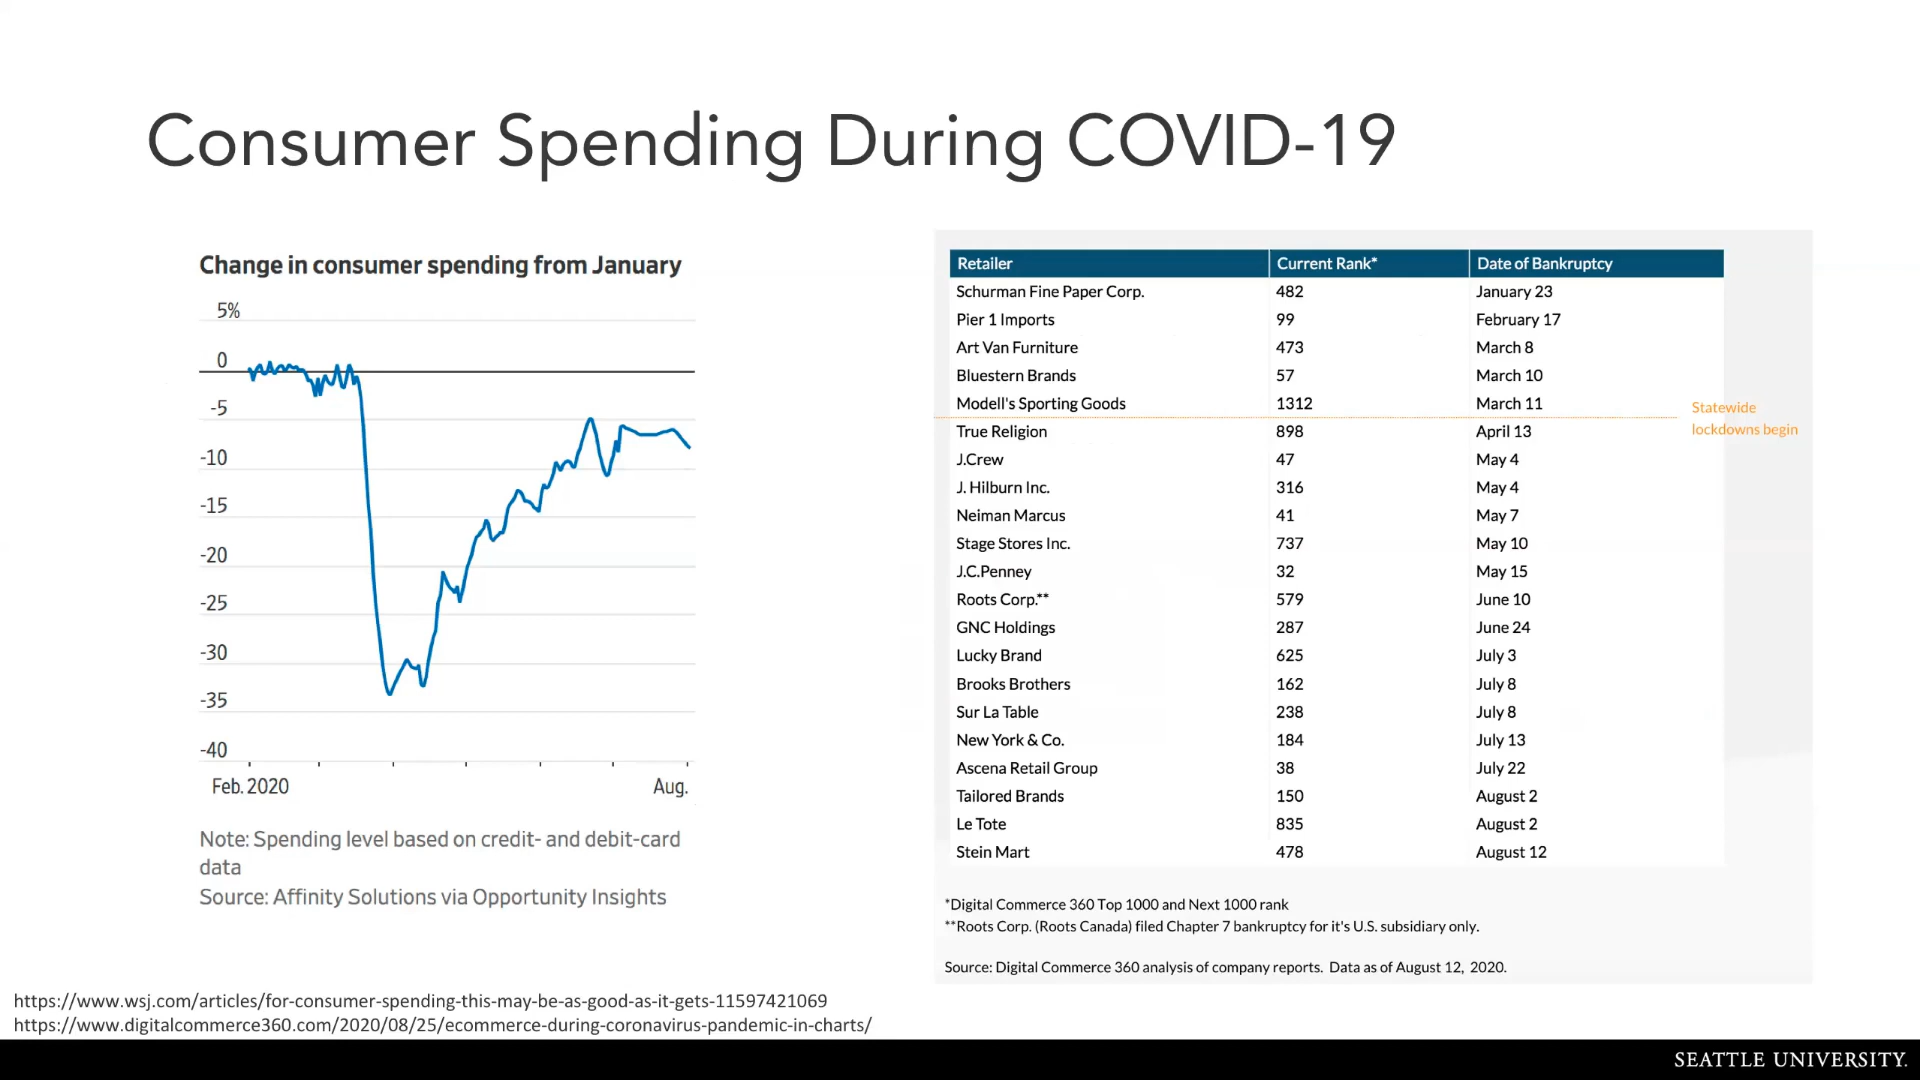 Consumer Spending During COVID-19
Change in consumer spending from January
5%
0
-5
-10
-15
-20
-25
-30
-35
-40
Feb. 2020 Aug.
Note: Spending level based on credit- and debit-card
data
Source: Affinity Solutions via Opportunity Insights
Retailer Current Rank* Date of Bankruptcy
Schurman Fine Paper Corp. 482 January 23
Pier 1 Imports 99 February 17
Art Van Furniture 473 March 8
Bluestern Brands 57 March 10
Modell's Sporting Goods 1312 March 11
Statewide
lockdowns begin
True Religion 898 April 13
J.Crew 47 May 4
J. Hilburn Inc. 316 May 4
Neiman Marcus 41 May 7
Stage Stores Inc. 737 May 10
J.C.Penney 32 May 15
Roots Corp.** 579 June 10
GNC Holdings 287 June 24
Lucky Brand 625 July 3
Brooks Brothers 162 July 8
Sur La Table 238 July 8
New York & Co. 184 July 13
Ascena Retail Group 38 July 22
Tailored Brands 150 August 2
Le Tote 835 August 2
Stein Mart 478 August 12
*Digital Commerce 360 Top 1000 and Next 1000 rank
**Roots Corp. (Roots Canada) filed Chapter 7 bankruptcy for it's U.S. subsidiary only.
Source: Digital Commerce 360 analysis of company reports. Data as of August 12, 2020.
https://www.wsj.com/articles/for-consumer-spending-this-may-be-as-good-as-it-gets-11597421069
https://www.digitalcommerce360.com/2020/08/25/ecommerce-during-coronavirus-pandemic-in-charts/
SEATTLE UNIVERSITY.